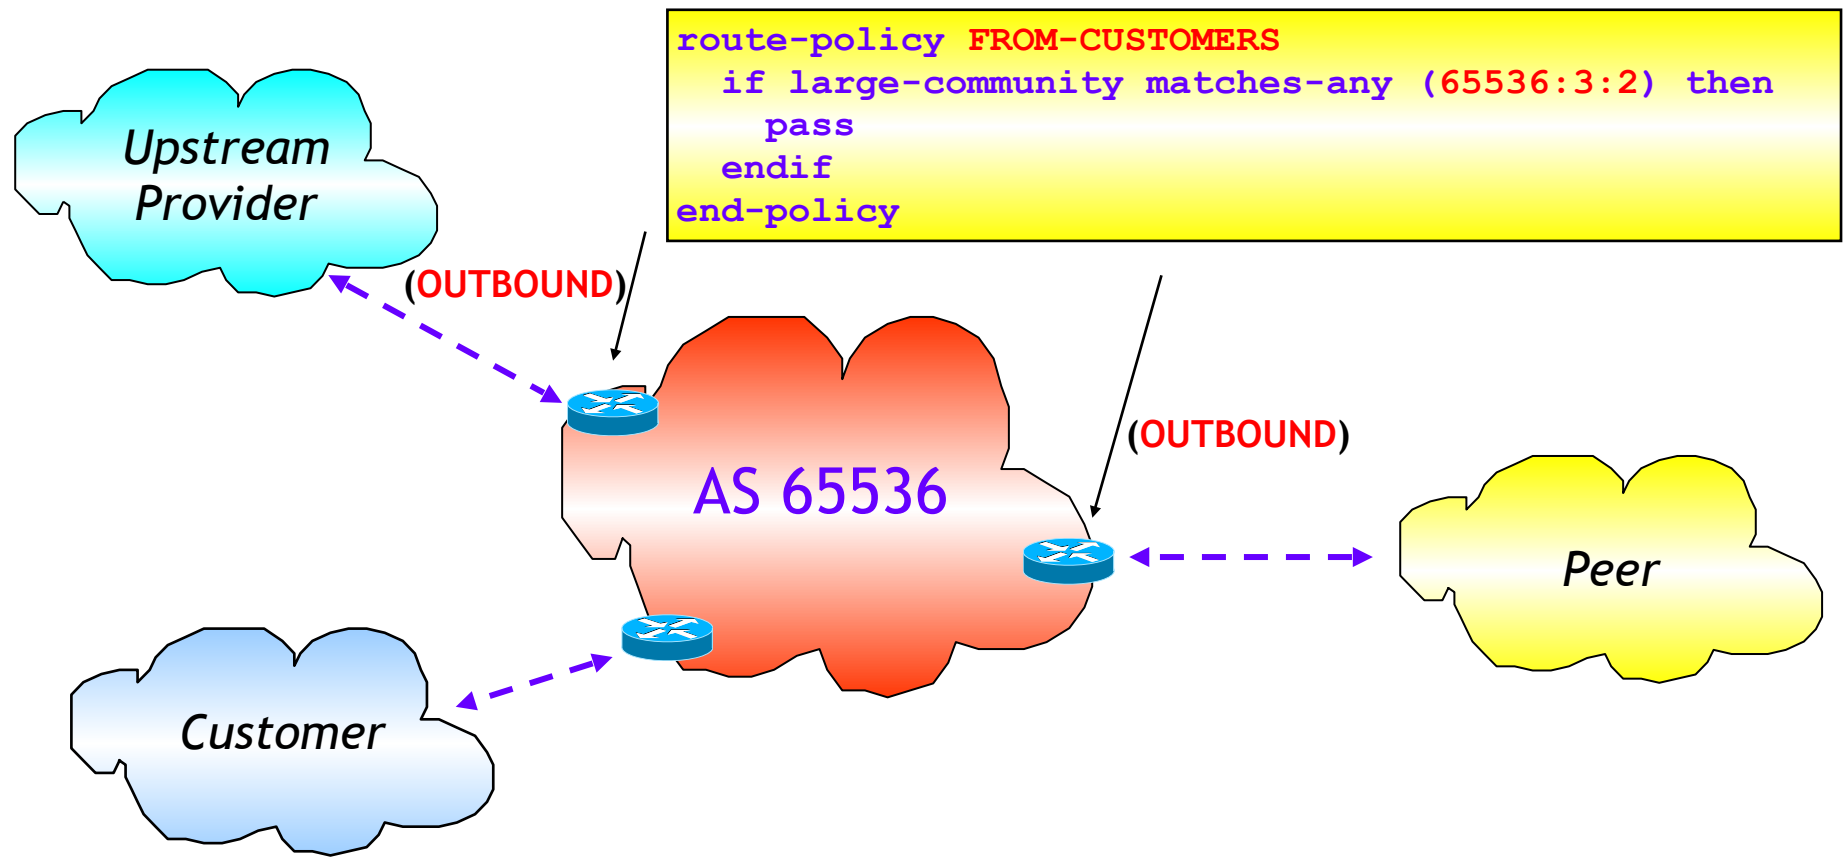 route-policy FROM-CUSTOMERS
  if large-community matches-any (65536:3:2) then
    pass
  endif
end-policy
Upstream
Provider
(OUTBOUND)
(OUTBOUND)
AS 65536
Peer
Customer